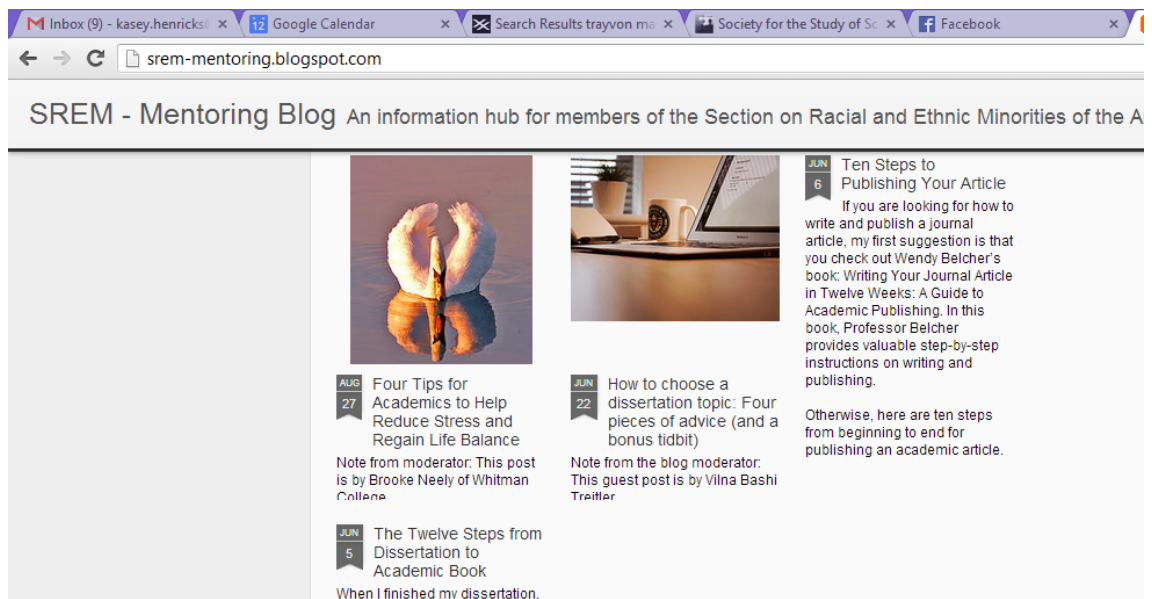 Inbox (9) - kasey.henricks
12 Google Calendar
Search Results trayvon ma
Society for the Study of Sc
Facebook
srem-mentoring.blogspot.com
SREM - Mentoring Blog An information hub for members of the Section on Racial and Ethnic Minorities of the A
AUG
27
Four Tips for
Academics to Help
Reduce Stress and
Regain Life Balance
Note from moderator: This post
is by Brooke Neely of Whitman
College
JUN
22
How to choose a
dissertation topic: Four
pieces of advice (and a
bonus tidbit)
Note from the blog moderator:
This guest post is by Vilna Bashi
Treitler
JUN
6
Ten Steps to
Publishing Your Article
If you are looking for how to
write and publish a journal
article, my first suggestion is that
you check out Wendy Belcher's
book: Writing Your Journal Article
in Twelve Weeks: A Guide to
Academic Publishing. In this
book, Professor Belcher
provides valuable step-by-step
instructions on writing and
publishing.
Otherwise, here are ten steps
from beginning to end for
publishing an academic article.
JUN
5
The Twelve Steps from
Dissertation to
Academic Book
When I finished my dissertation,